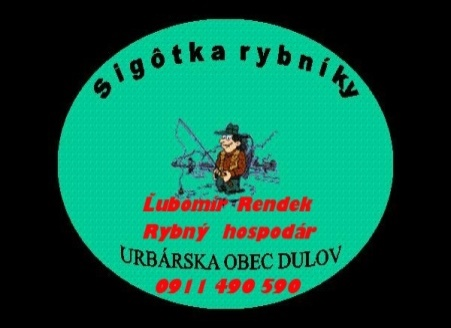 Sigôtka rybníky
Ľubomír Rendek
Rybný hospodár
URBÁRSKA OBEC DULOV
0911 490 590